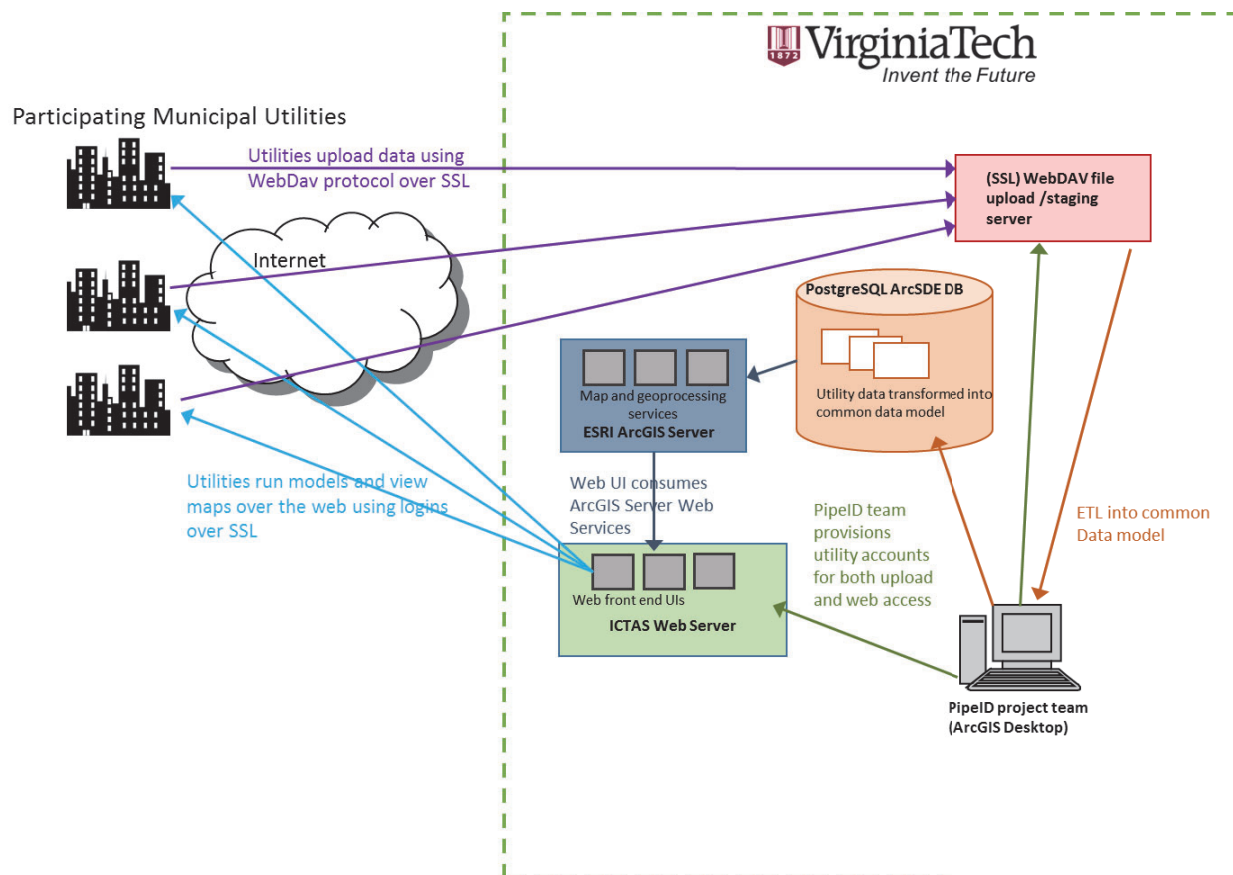 VirginiaTech
1872
Invent the Future
Participating Municipal Utilities
Utilities upload data using
WebDav protocol over SSL
(SSL) WebDAV file
upload /staging
server
Internet
PostgreSQL ArcSDE DB
Utility data transformed into
common data model
Map and geoprocessing
services
ESRI ArcGIS Server
Utilities run models and view
maps over the web using logins
over SSL
Web UI consumes
ArcGIS Server Web
Services
PipeID team
provisions
utility accounts
for both upload
and web access
ETL into common
Data model
Web front end UIs
ICTAS Web Server
PipeID project team
(ArcGIS Desktop)